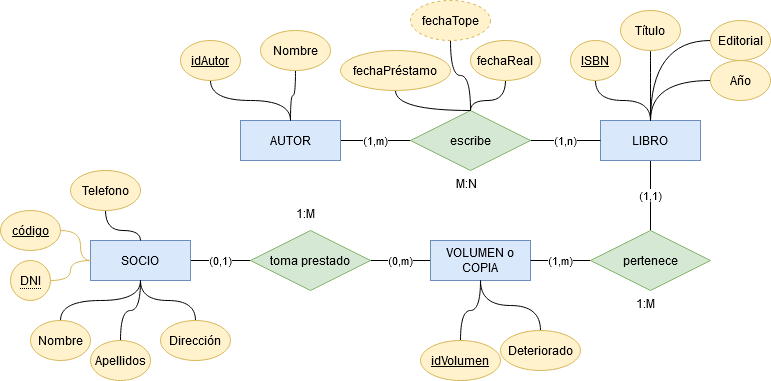 fechaTope
Título
Nombre
Editorial
idAutor
fechaPréstamo
fechaReal
ISBN
Año
AUTOR
(1,m)
escribe
(1,n)
LIBRO
M:N
Telefono
(1,1)
1:M
código
SOCIO
(0,1)
toma prestado
(0,m)
VOLUMEN o
COPIA
(1,m)
pertenece
DNI
1:M
Nombre
Apellidos
Dirección
idVolumen
Deteriorado